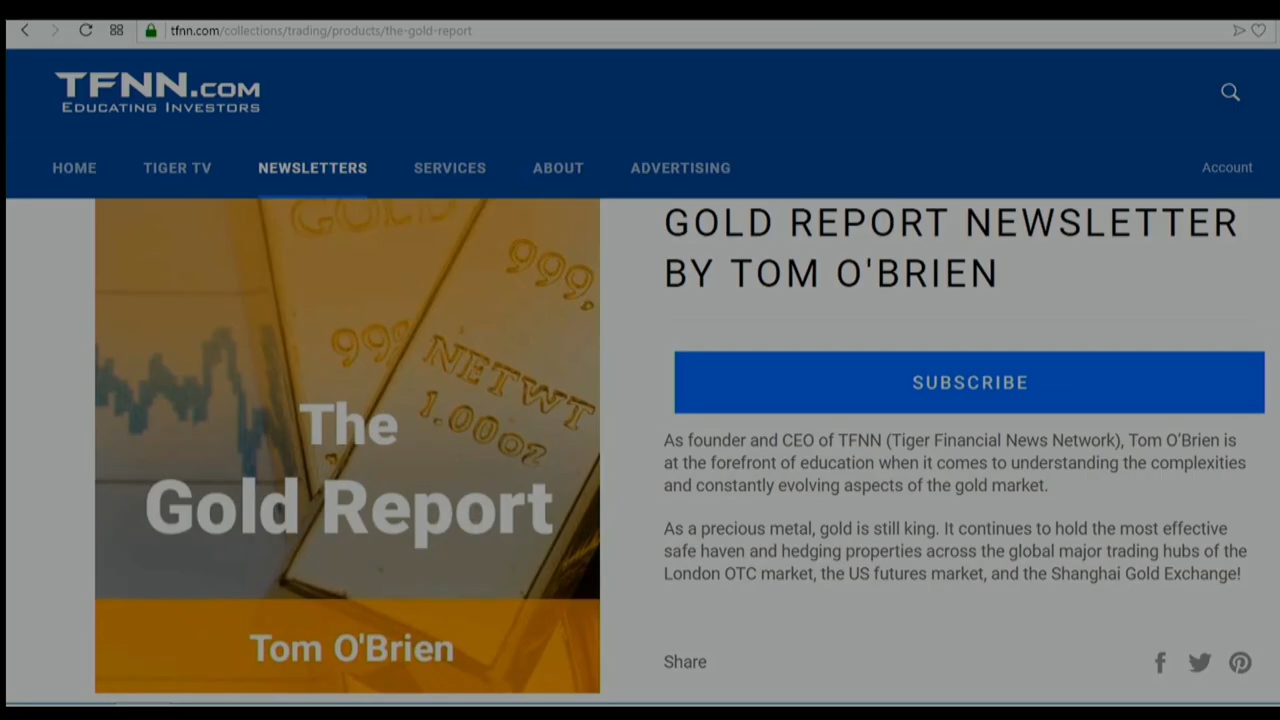 tfnn.com/collections/trading/products/the-gold-report
TFNN.COM
EDUCATING INVESTORS
HOME TIGER TV NEWSLETTERS SERVICES ABOUT ADVERTISING Account
GOLD
999,
999
NETWT
1.00OZ
The
Gold Report
Tom O'Brien
GOLD REPORT NEWSLETTER
BY TOM O'BRIEN
SUBSCRIBE
As founder and CEO of TFNN (Tiger Financial News Network), Tom O'Brien is
at the forefront of education when it comes to understanding the complexities
and constantly evolving aspects of the gold market.
As a precious metal, gold is still king. It continues to hold the most effective
safe haven and hedging properties across the global major trading hubs of the
London OTC market, the US futures market, and the Shanghai Gold Exchange!
Share